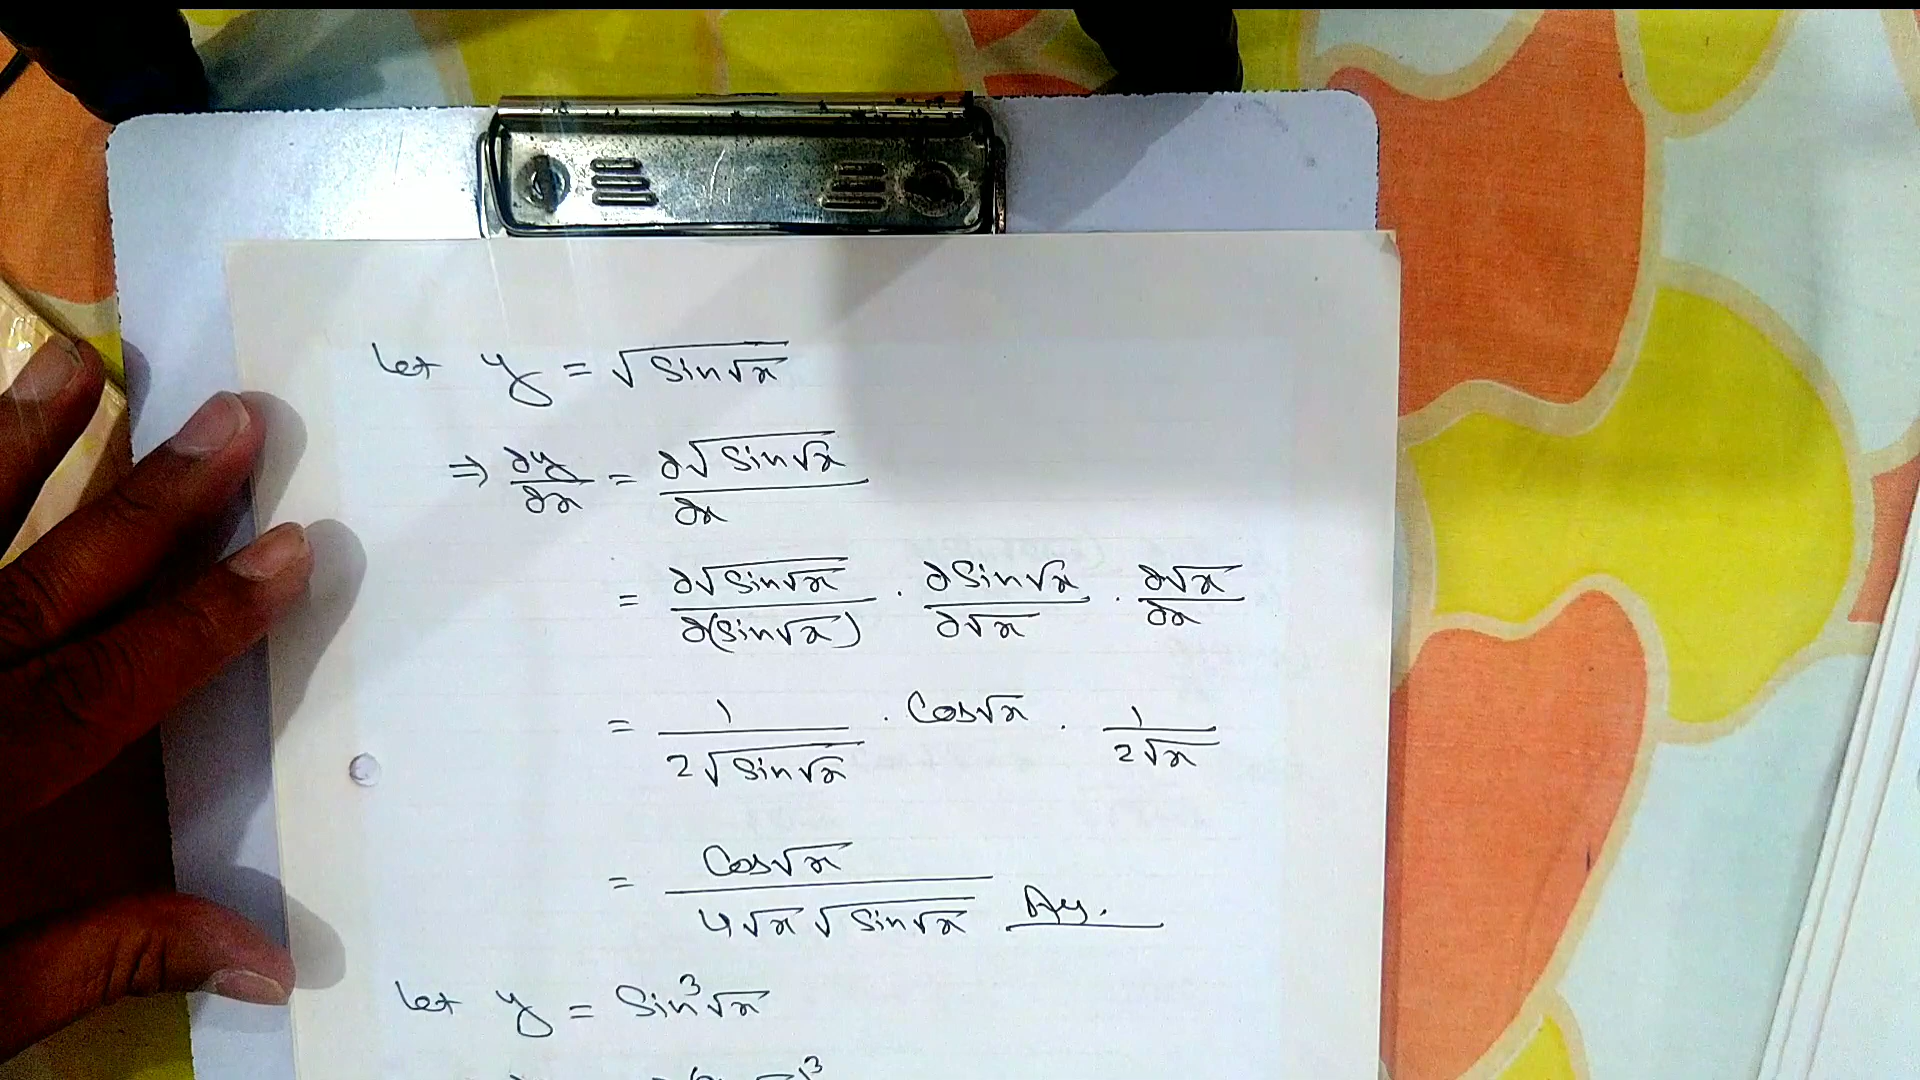 Let y = √sin√x
⇒ ∂y/∂x = ∂√sin√x / ∂x
= ∂√sin√x / ∂(sin√x) · ∂sin√x / ∂√x · ∂√x / ∂x
= 1 / 2√sin√x · Cos√x · 1 / 2√x
= Cos√x / 4√x √sin√x Ans.
Let y = Sin³√x